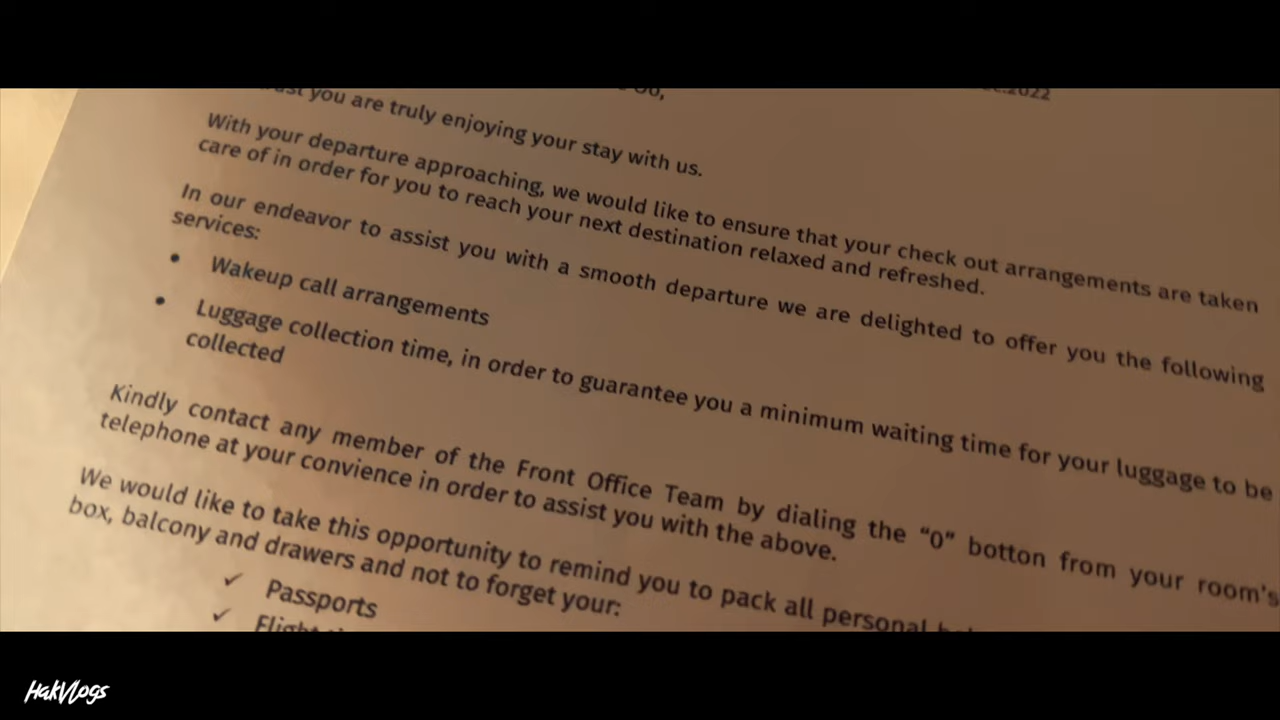 you are truly enjoying your stay with us.
With your departure approaching, we would like to ensure that your check out arrangements are taken
care of in order for you to reach your next destination relaxed and refreshed.
In our endeavor to assist you with a smooth departure we are delighted to offer you the following
services:
• Wakeup call arrangements
• Luggage collection time, in order to guarantee you a minimum waiting time for your luggage to be
collected
Kindly contact any member of the Front Office Team by dialing the “0” botton from your room's
telephone at your convience in order to assist you with the above.
We would like to take this opportunity to remind you to pack all personal
box, balcony and drawers and not to forget your:
✓ Passports
✓ Flight
HakVlogs